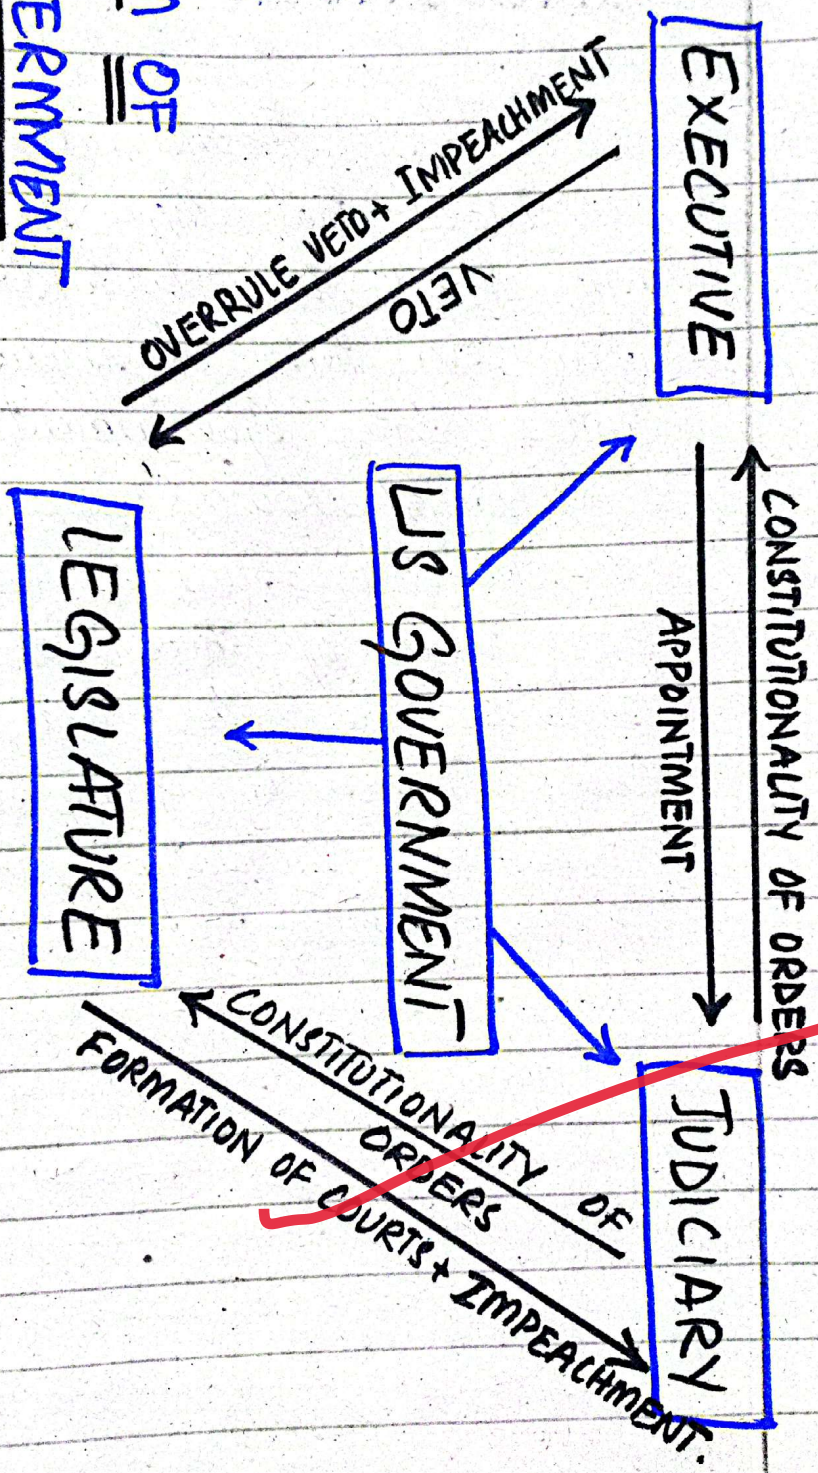 OF
ERNMENT
EXECUTIVE
CONSTITUTIONALITY OF ORDERS
APPOINTMENT
JUDICIARY
OVERRULE VETO + IMPEACHMENT
VETO
US GOVERNMENT
CONSTITUTIONALITY OF
ORDERS
FORMATION OF COURTS + IMPEACHMENT.
LEGISLATURE